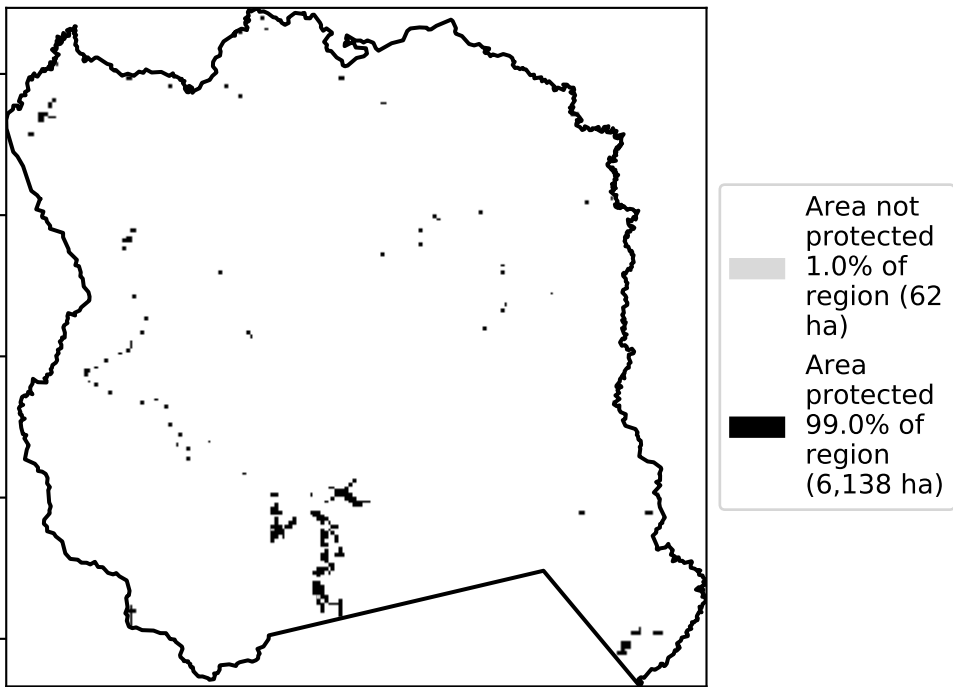 Area not
protected
1.0% of
region (62
ha)
Area
protected
99.0% of
region
(6,138 ha)